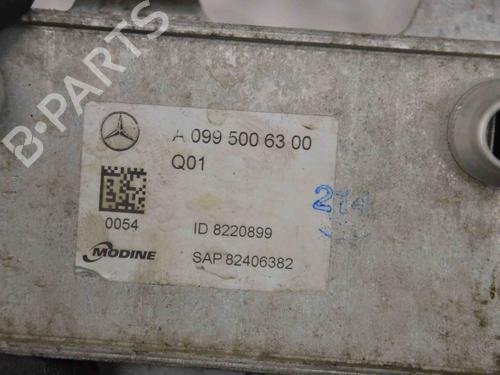 B-PARTS
A 099 500 63 00
Q01
0054
ID 8220899
MODINE
SAP 82406382